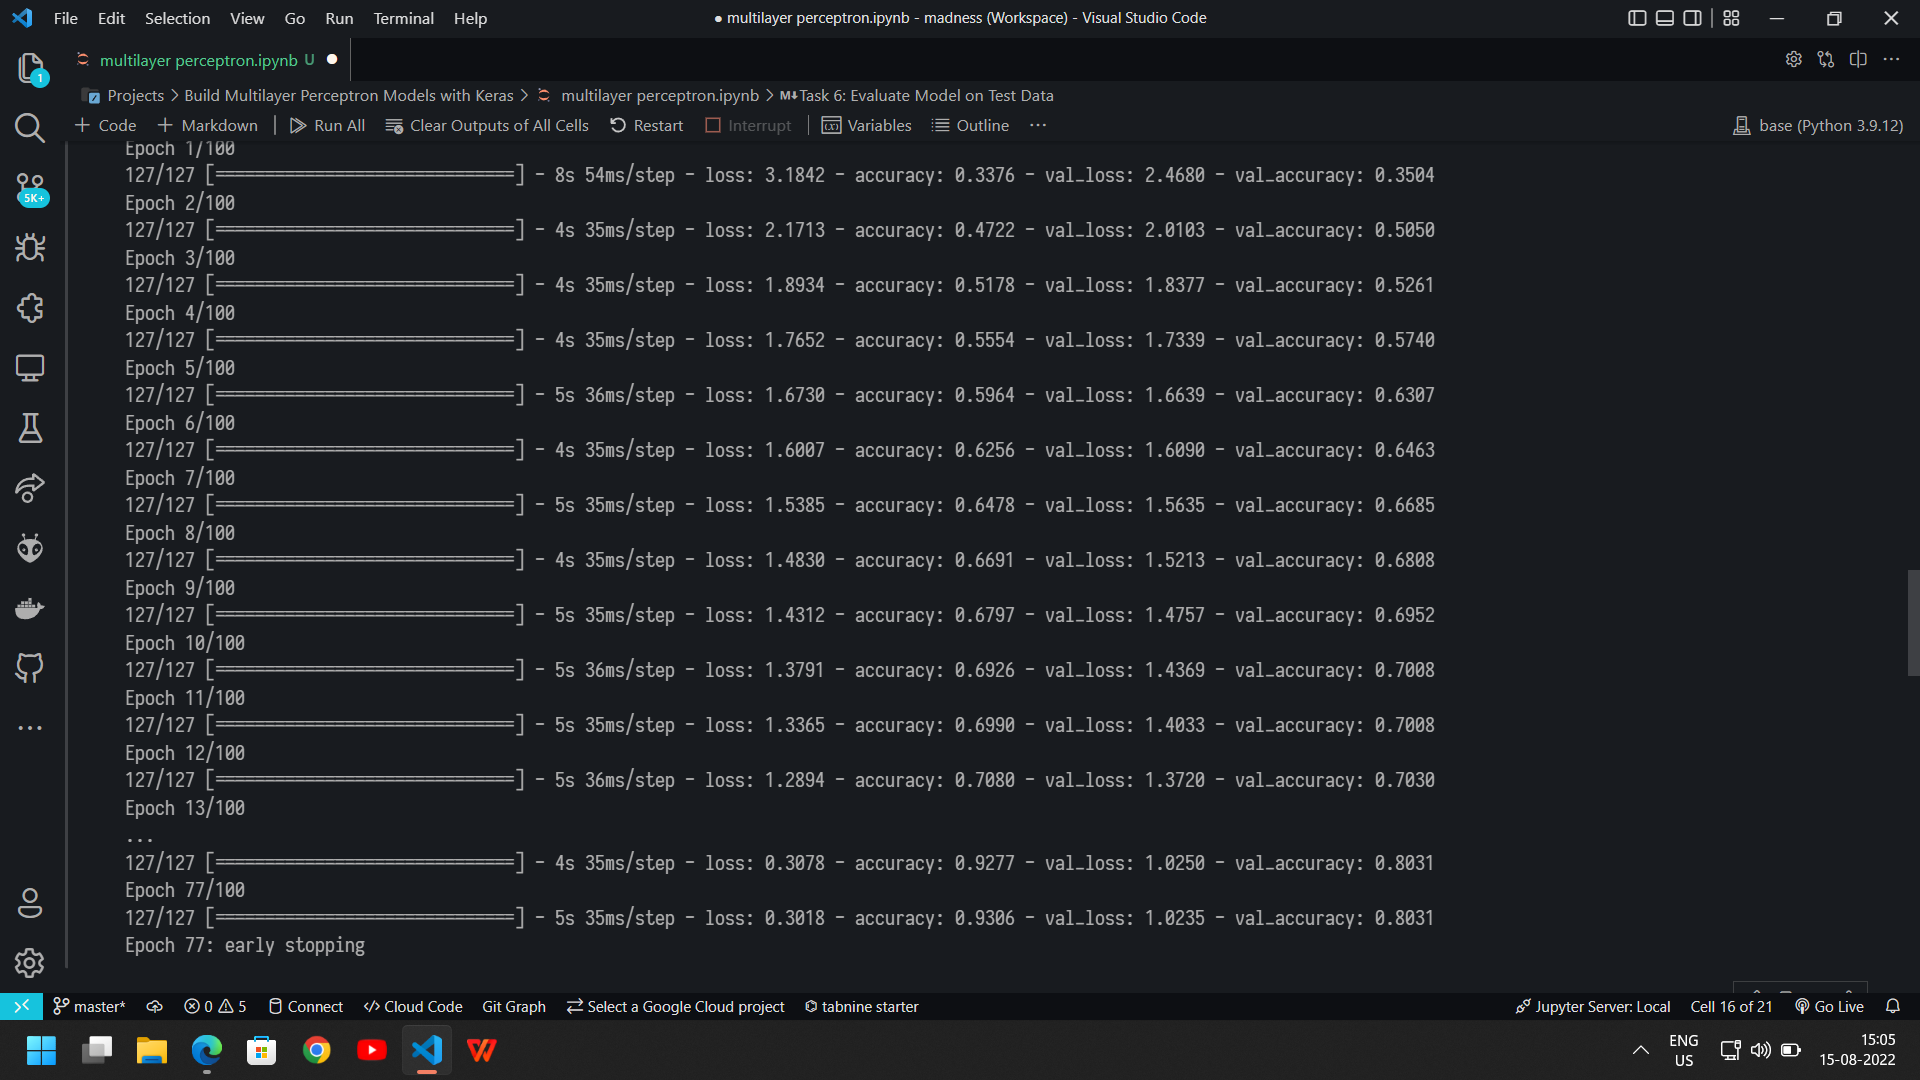 File Edit Selection View Go Run Terminal Help
● multilayer perceptron.ipynb - madness (Workspace) - Visual Studio Code
multilayer perceptron.ipynb U ●
1
Projects > Build Multilayer Perceptron Models with Keras > multilayer perceptron.ipynb > M↓Task 6: Evaluate Model on Test Data
+ Code + Markdown | Run All Clear Outputs of All Cells Restart Interrupt | Variables Outline ···
base (Python 3.9.12)
5K+
Epoch 1/100
127/127 [==============================] - 8s 54ms/step - loss: 3.1842 - accuracy: 0.3376 - val_loss: 2.4680 - val_accuracy: 0.3504
Epoch 2/100
127/127 [==============================] - 4s 35ms/step - loss: 2.1713 - accuracy: 0.4722 - val_loss: 2.0103 - val_accuracy: 0.5050
Epoch 3/100
127/127 [==============================] - 4s 35ms/step - loss: 1.8934 - accuracy: 0.5178 - val_loss: 1.8377 - val_accuracy: 0.5261
Epoch 4/100
127/127 [==============================] - 4s 35ms/step - loss: 1.7652 - accuracy: 0.5554 - val_loss: 1.7339 - val_accuracy: 0.5740
Epoch 5/100
127/127 [==============================] - 5s 36ms/step - loss: 1.6730 - accuracy: 0.5964 - val_loss: 1.6639 - val_accuracy: 0.6307
Epoch 6/100
127/127 [==============================] - 4s 35ms/step - loss: 1.6007 - accuracy: 0.6256 - val_loss: 1.6090 - val_accuracy: 0.6463
Epoch 7/100
127/127 [==============================] - 5s 35ms/step - loss: 1.5385 - accuracy: 0.6478 - val_loss: 1.5635 - val_accuracy: 0.6685
Epoch 8/100
127/127 [==============================] - 4s 35ms/step - loss: 1.4830 - accuracy: 0.6691 - val_loss: 1.5213 - val_accuracy: 0.6808
Epoch 9/100
127/127 [==============================] - 5s 35ms/step - loss: 1.4312 - accuracy: 0.6797 - val_loss: 1.4757 - val_accuracy: 0.6952
Epoch 10/100
127/127 [==============================] - 5s 36ms/step - loss: 1.3791 - accuracy: 0.6926 - val_loss: 1.4369 - val_accuracy: 0.7008
Epoch 11/100
127/127 [==============================] - 5s 35ms/step - loss: 1.3365 - accuracy: 0.6990 - val_loss: 1.4033 - val_accuracy: 0.7008
Epoch 12/100
127/127 [==============================] - 5s 36ms/step - loss: 1.2894 - accuracy: 0.7080 - val_loss: 1.3720 - val_accuracy: 0.7030
Epoch 13/100
...
127/127 [==============================] - 4s 35ms/step - loss: 0.3078 - accuracy: 0.9277 - val_loss: 1.0250 - val_accuracy: 0.8031
Epoch 77/100
127/127 [==============================] - 5s 35ms/step - loss: 0.3018 - accuracy: 0.9306 - val_loss: 1.0235 - val_accuracy: 0.8031
Epoch 77: early stopping
master* 0 5 Connect </> Cloud Code Git Graph Select a Google Cloud project tabnine starter
Jupyter Server: Local Cell 16 of 21 Go Live
ENG
US
15:05
15-08-2022